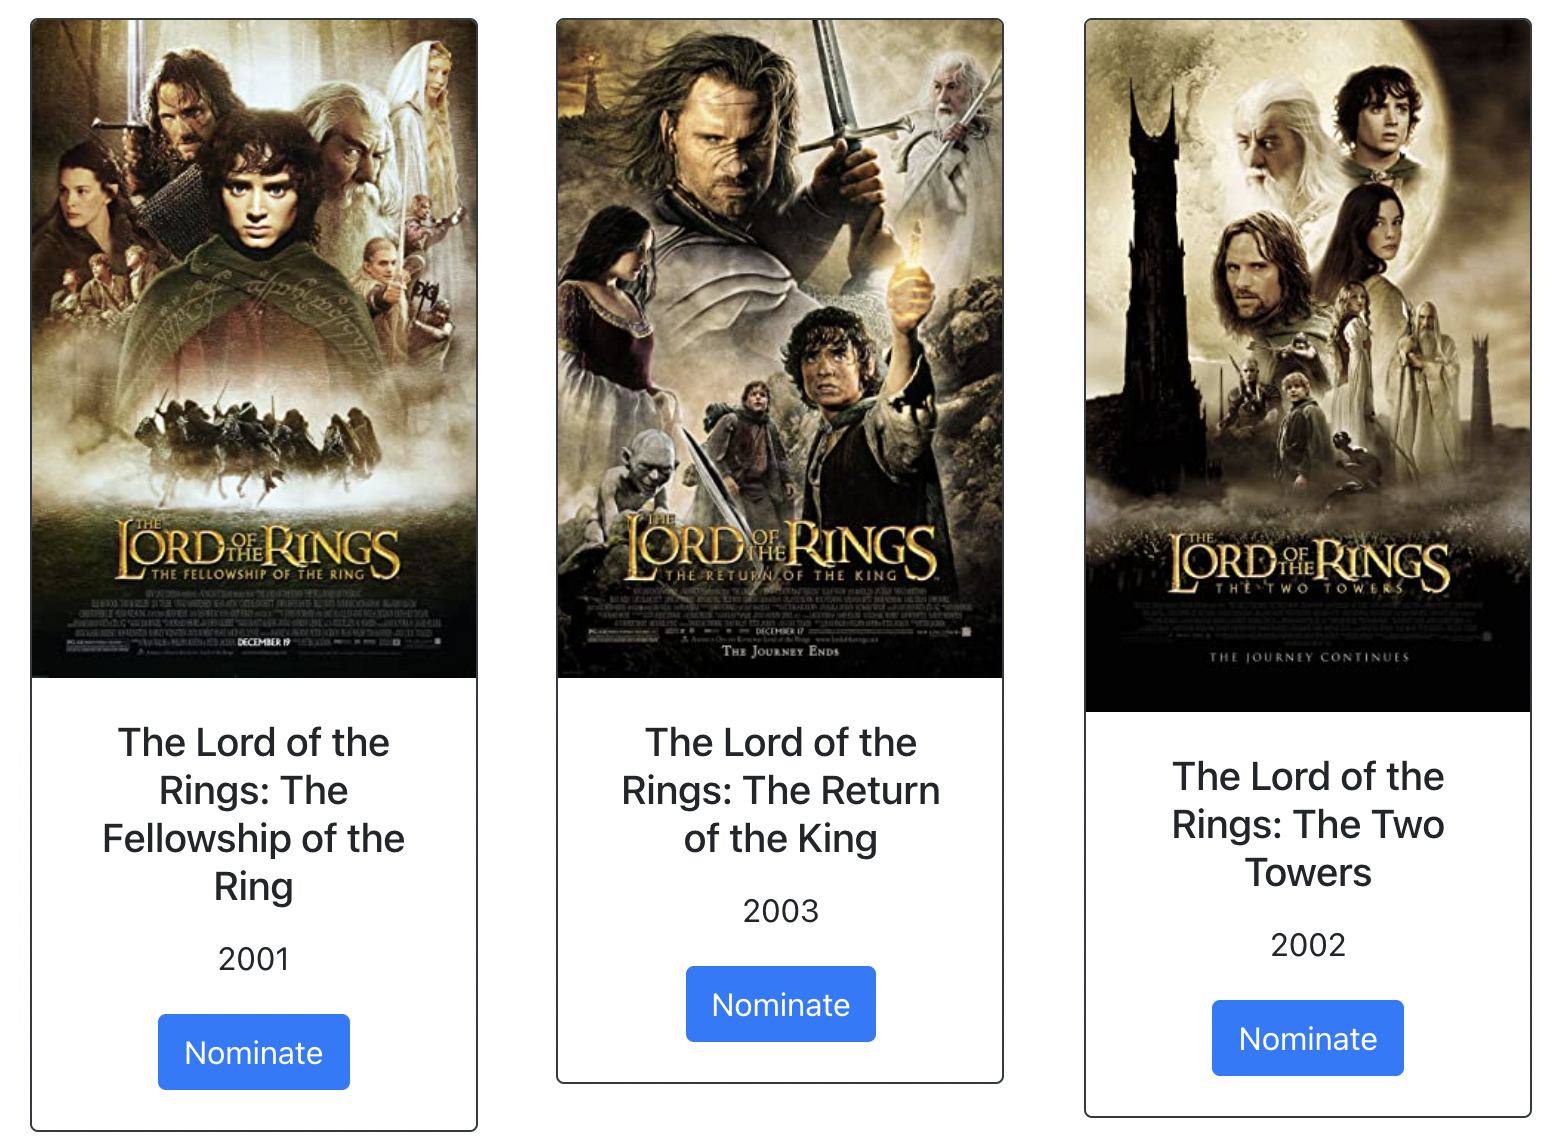 THE
LORD OF THE RINGS
THE FELLOWSHIP OF THE RING
DECEMBER 19
The Lord of the
Rings: The
Fellowship of the
Ring
2001
Nominate
THE
LORD OF THE RINGS
THE RETURN OF THE KING
DECEMBER 17
THE JOURNEY ENDS
The Lord of the
Rings: The Return
of the King
2003
Nominate
THE
LORD OF THE RINGS
THE TWO TOWERS
THE JOURNEY CONTINUES
The Lord of the
Rings: The Two
Towers
2002
Nominate